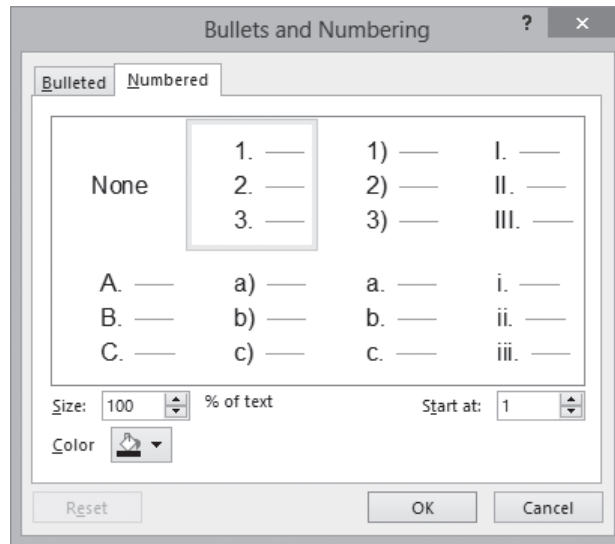 Bullets and Numbering ? ×
Bulleted Numbered
None
1.
2.
3.
1)
2)
3)
I.
II.
III.
A.
B.
C.
a)
b)
c)
a.
b.
c.
i.
ii.
iii.
Size: 100 % of text Start at: 1
Color
Reset OK Cancel